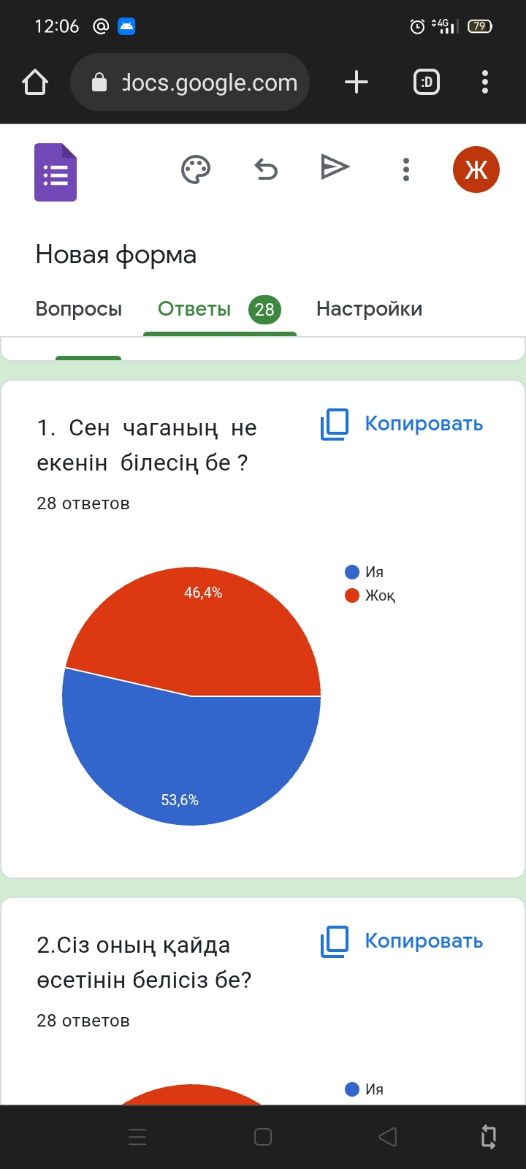 12:06
4G
79
docs.google.com
:D
Ж
Новая форма
Вопросы Ответы 28 Настройки
1. Сен чаганың не
екенін білесің бе ?
Копировать
28 ответов
Ия
Жоқ
46,4%
53,6%
2.Сіз оның қайда
өсетінін белісіз бе?
Копировать
28 ответов
Ия